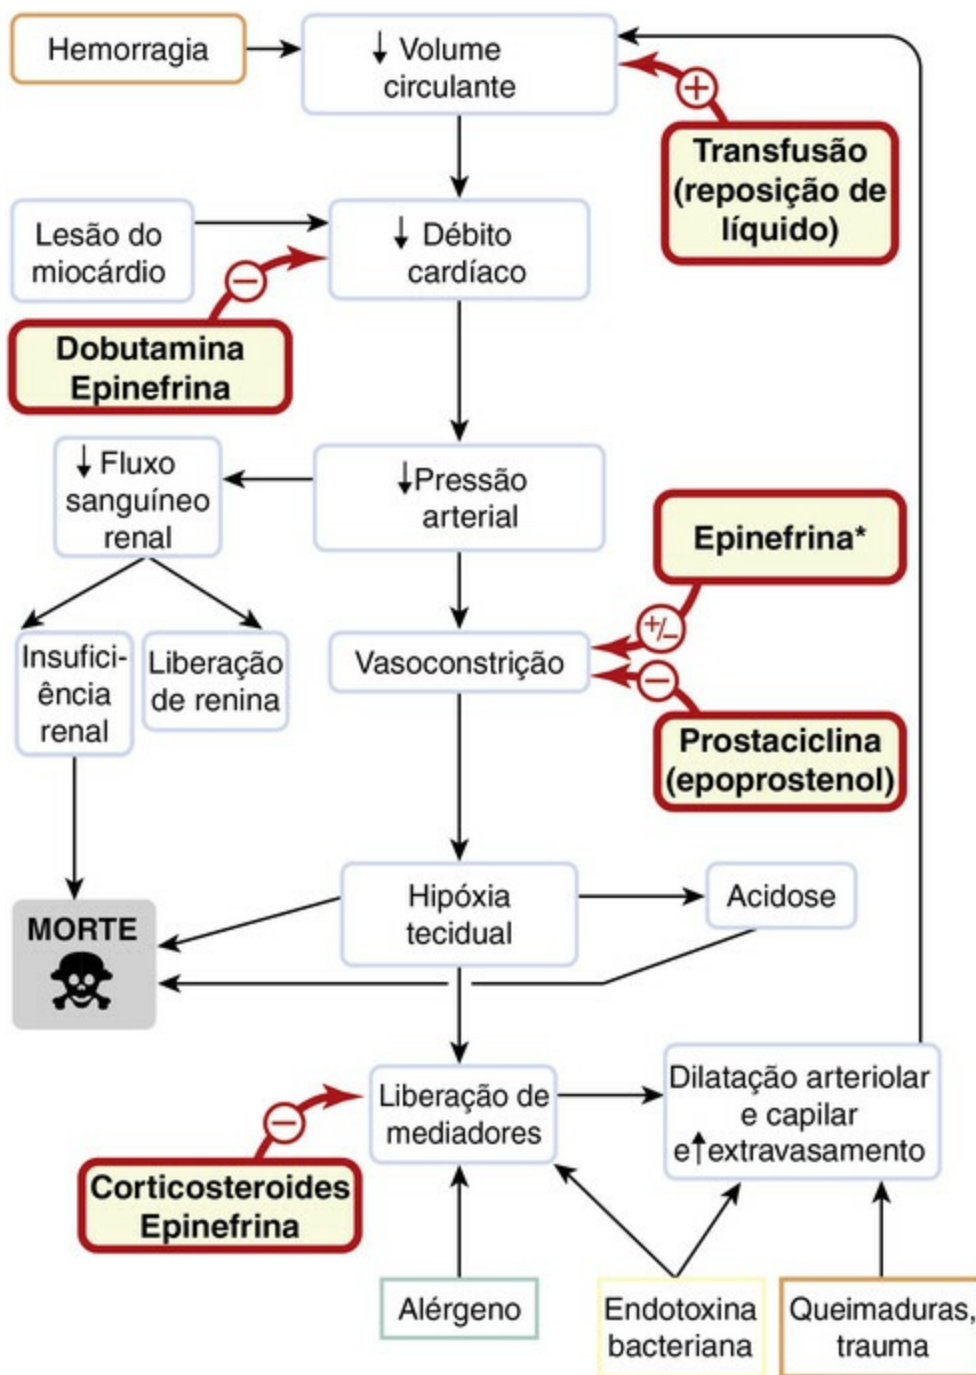 Hemorragia
↓ Volume
circulante
+
Transfusão
(reposição de
líquido)
Lesão do
miocárdio
↓ Débito
cardíaco
−
Dobutamina
Epinefrina
↓ Fluxo
sanguíneo
renal
↓Pressão
arterial
Epinefrina*
+/−
Insufici-
ência
renal
Liberação
de renina
Vasoconstrição
−
Prostaciclina
(epoprostenol)
MORTE
Hipóxia
tecidual
Acidose
Liberação de
mediadores
Dilatação arteriolar
e capilar
e↑extravasamento
−
Corticosteroides
Epinefrina
Alérgeno
Endotoxina
bacteriana
Queimaduras,
trauma